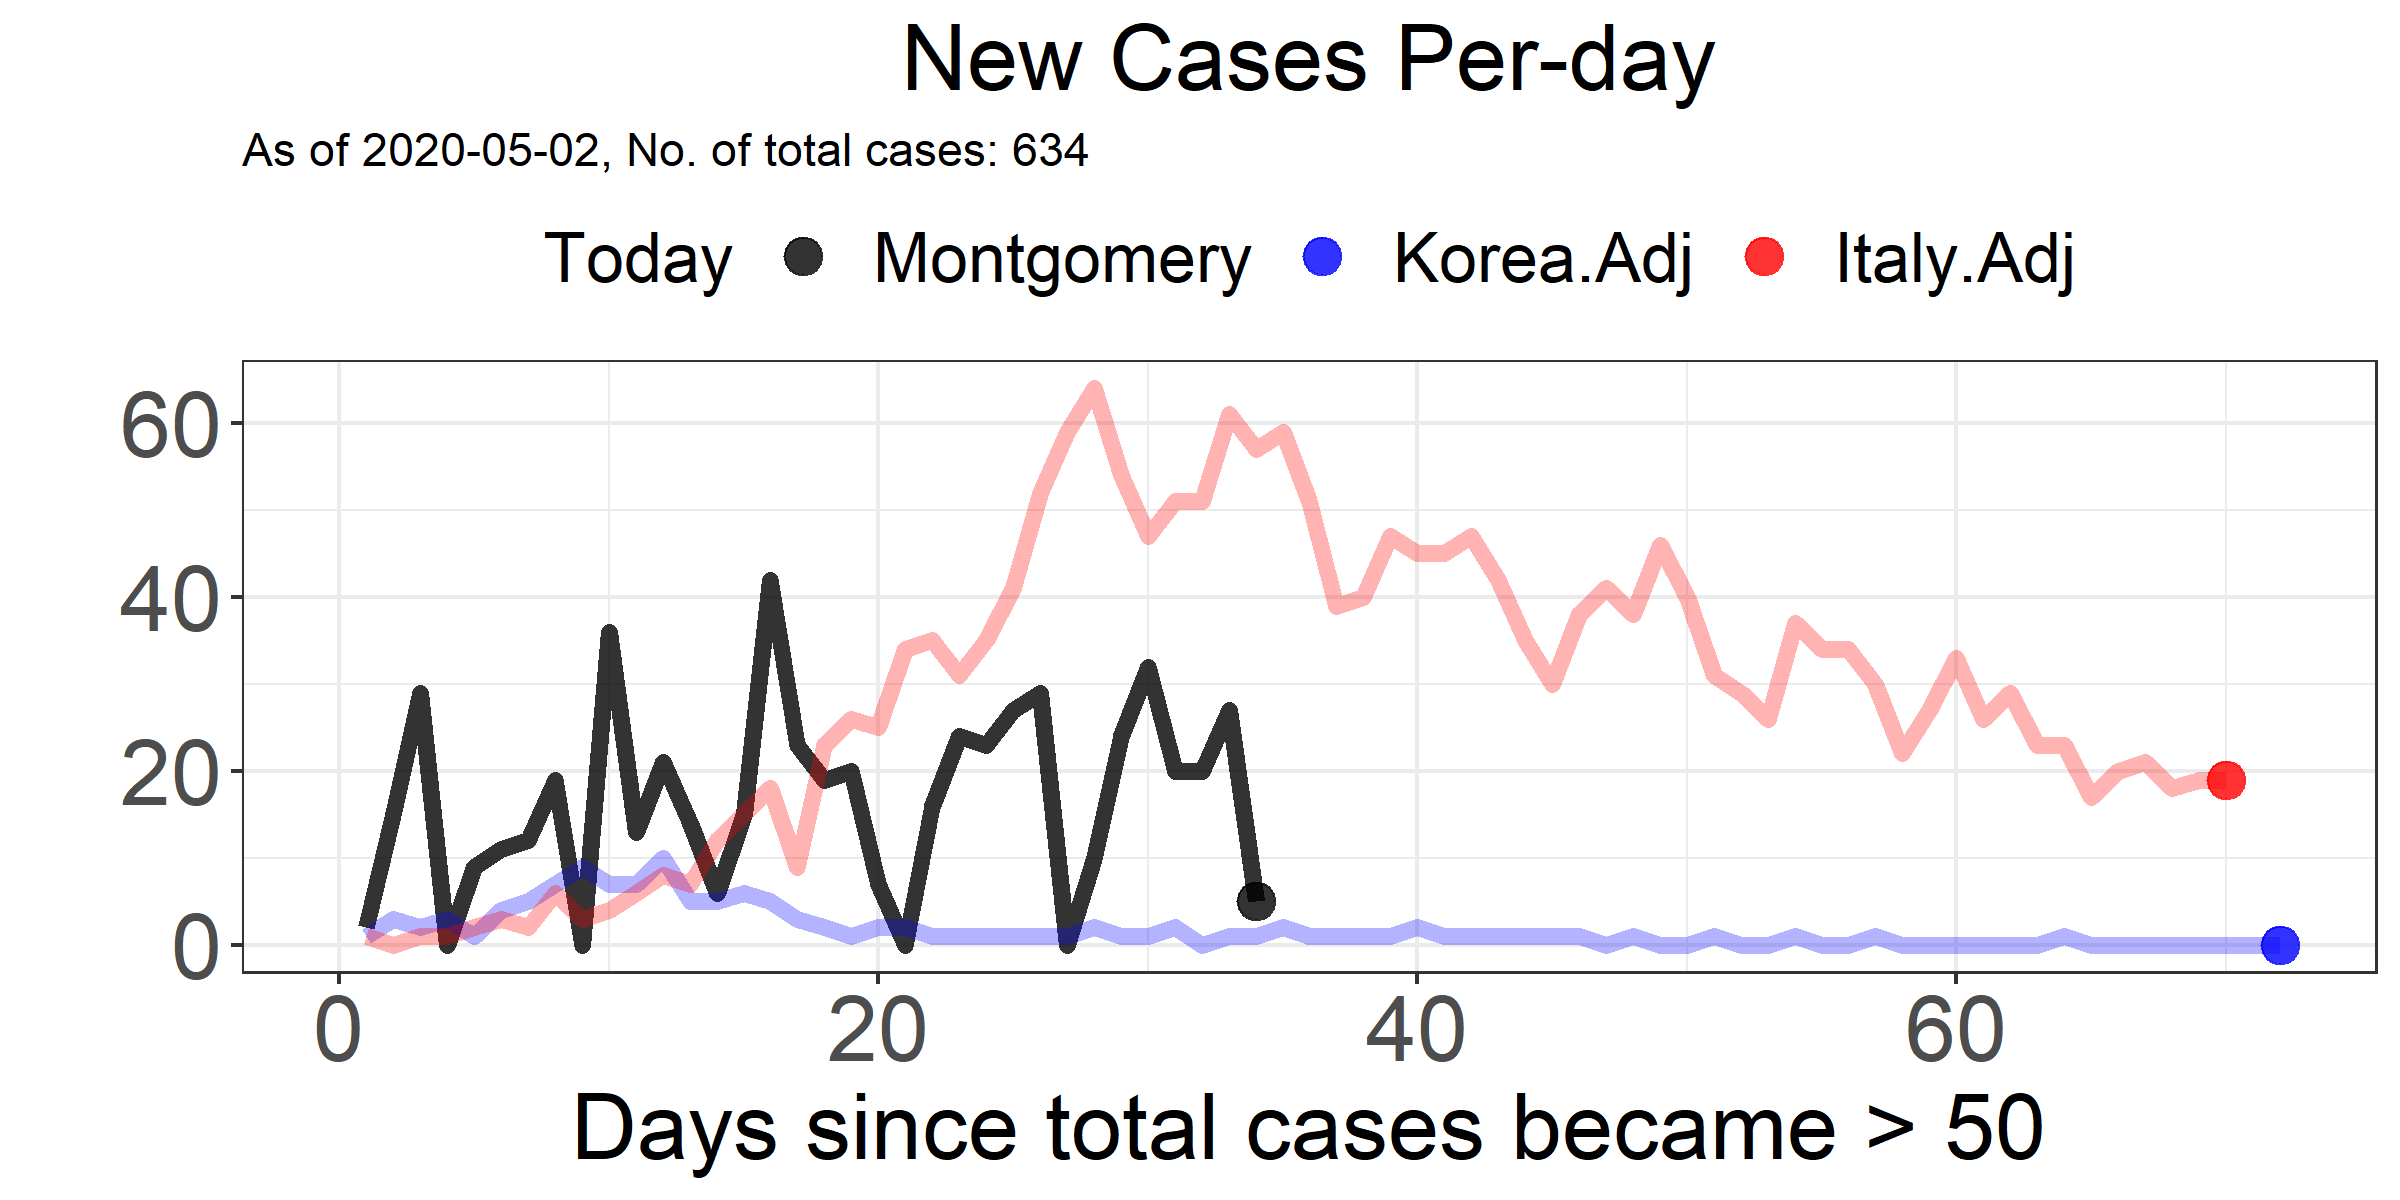 New Cases Per-day
As of 2020-05-02, No. of total cases: 634
Today Montgomery Korea.Adj Italy.Adj
60
40
20
0
0 20 40 60
Days since total cases became > 50